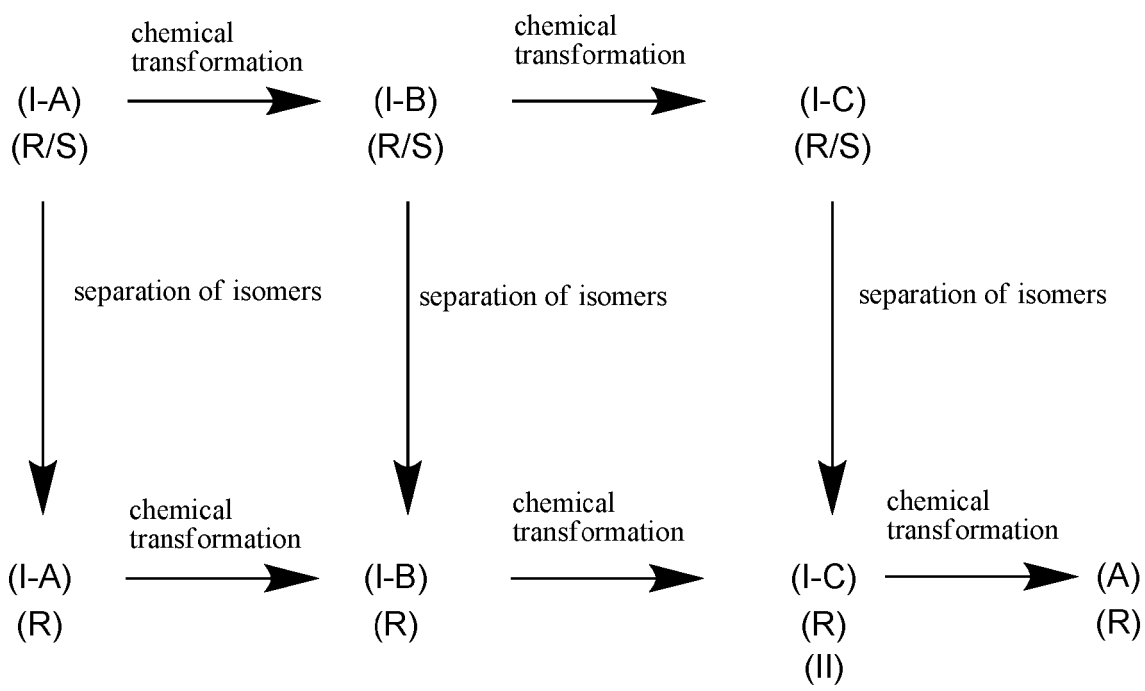 chemical
transformation
chemical
transformation
(I-A)
(R/S)
(I-B)
(R/S)
(I-C)
(R/S)
separation of isomers
separation of isomers
separation of isomers
chemical
transformation
chemical
transformation
chemical
transformation
(I-A)
(R)
(I-B)
(R)
(I-C)
(R)
(II)
(A)
(R)